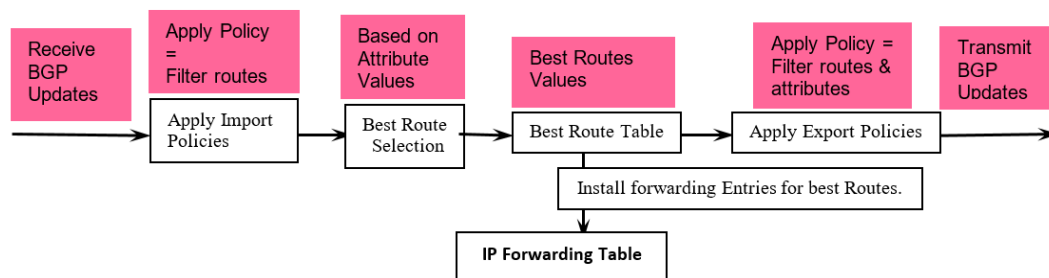 Receive
BGP
Updates
Apply Policy
=
Filter routes
Based on
Attribute
Values
Best Routes
Values
Apply Policy =
Filter routes &
attributes
Transmit
BGP
Updates
Apply Import
Policies
Best Route
Selection
Best Route Table
Apply Export Policies
Install forwarding Entries for best Routes.
IP Forwarding Table